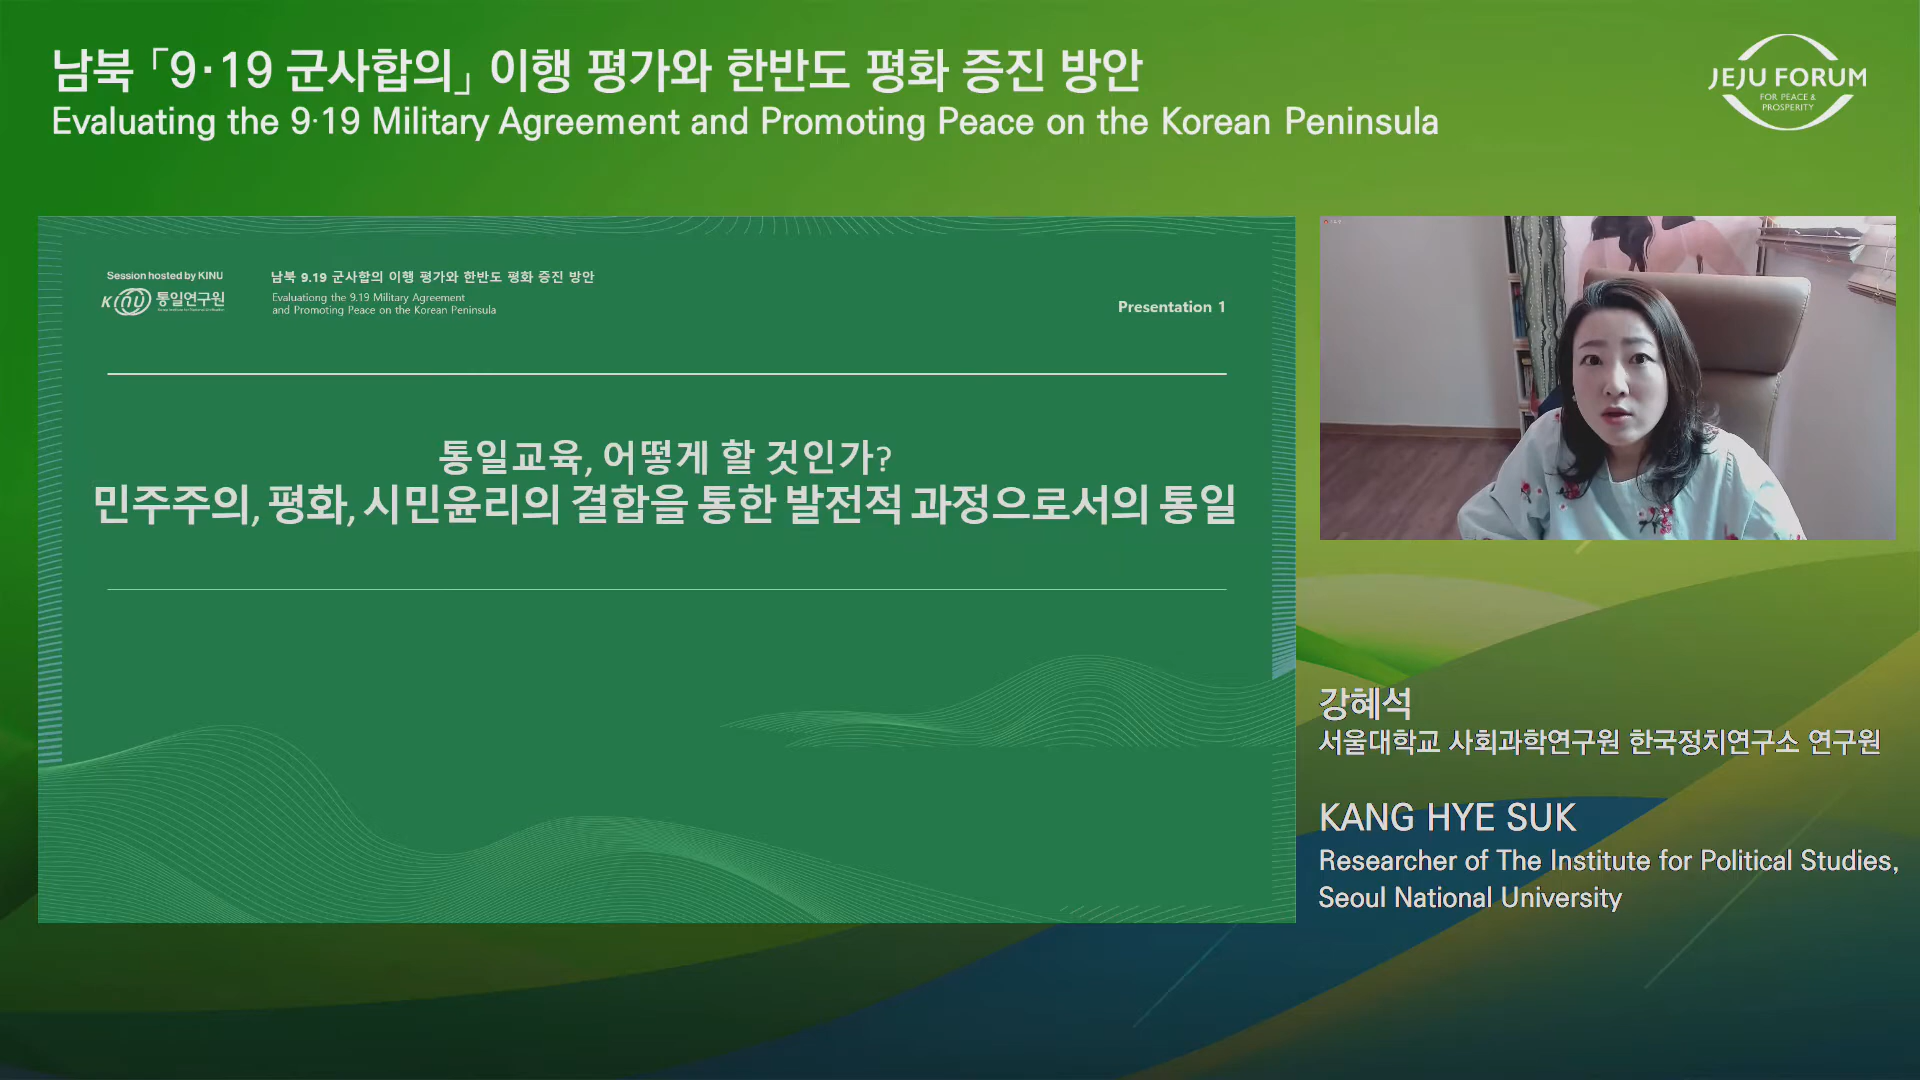 남북 「9·19 군사합의」 이행 평가와 한반도 평화 증진 방안
Evaluating the 9·19 Military Agreement and Promoting Peace on the Korean Peninsula
JEJU FORUM
FOR PEACE &
PROSPERITY
Session hosted by KINU
KINU 통일연구원
Korea Institute for National Unification
남북 9.19 군사합의 이행 평가와 한반도 평화 증진 방안
Evaluationg the 9.19 Military Agreement
and Promoting Peace on the Korean Peninsula
Presentation 1
통일교육, 어떻게 할 것인가?
민주주의, 평화, 시민윤리의 결합을 통한 발전적 과정으로서의 통일
강혜석
서울대학교 사회과학연구원 한국정치연구소 연구원
KANG HYE SUK
Researcher of The Institute for Political Studies,
Seoul National University